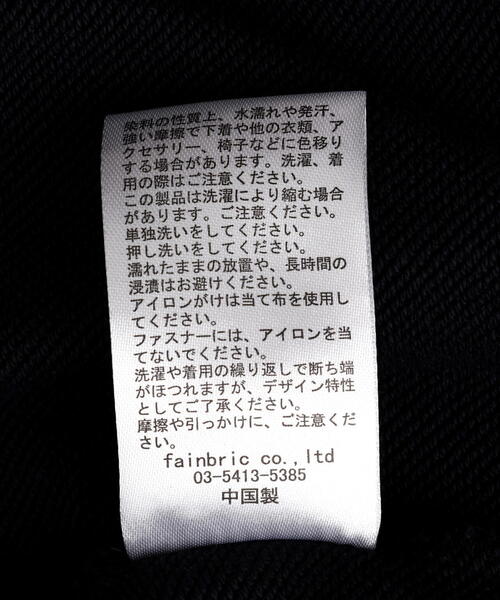 染料の性質上、水濡れや発汗、
強い摩擦で下着や他の衣類、ア
クセサリー、椅子などに色移り
する場合があります。洗濯、着
用の際はご注意ください。
この製品は洗濯により縮む場合
があります。ご注意ください。
単独洗いをしてください。
押し洗いをしてください。
濡れたままの放置や、長時間の
浸漬はお避けください。
アイロンがけは当て布を使用し
てください。
ファスナーには、アイロンを当
てないでください。
洗濯や着用の繰り返しで断ち端
がほつれますが、デザイン特性
としてご了承ください。
摩擦や引っかけに、ご注意くだ
さい。
fainbric co.,ltd
03-5413-5385
中国製